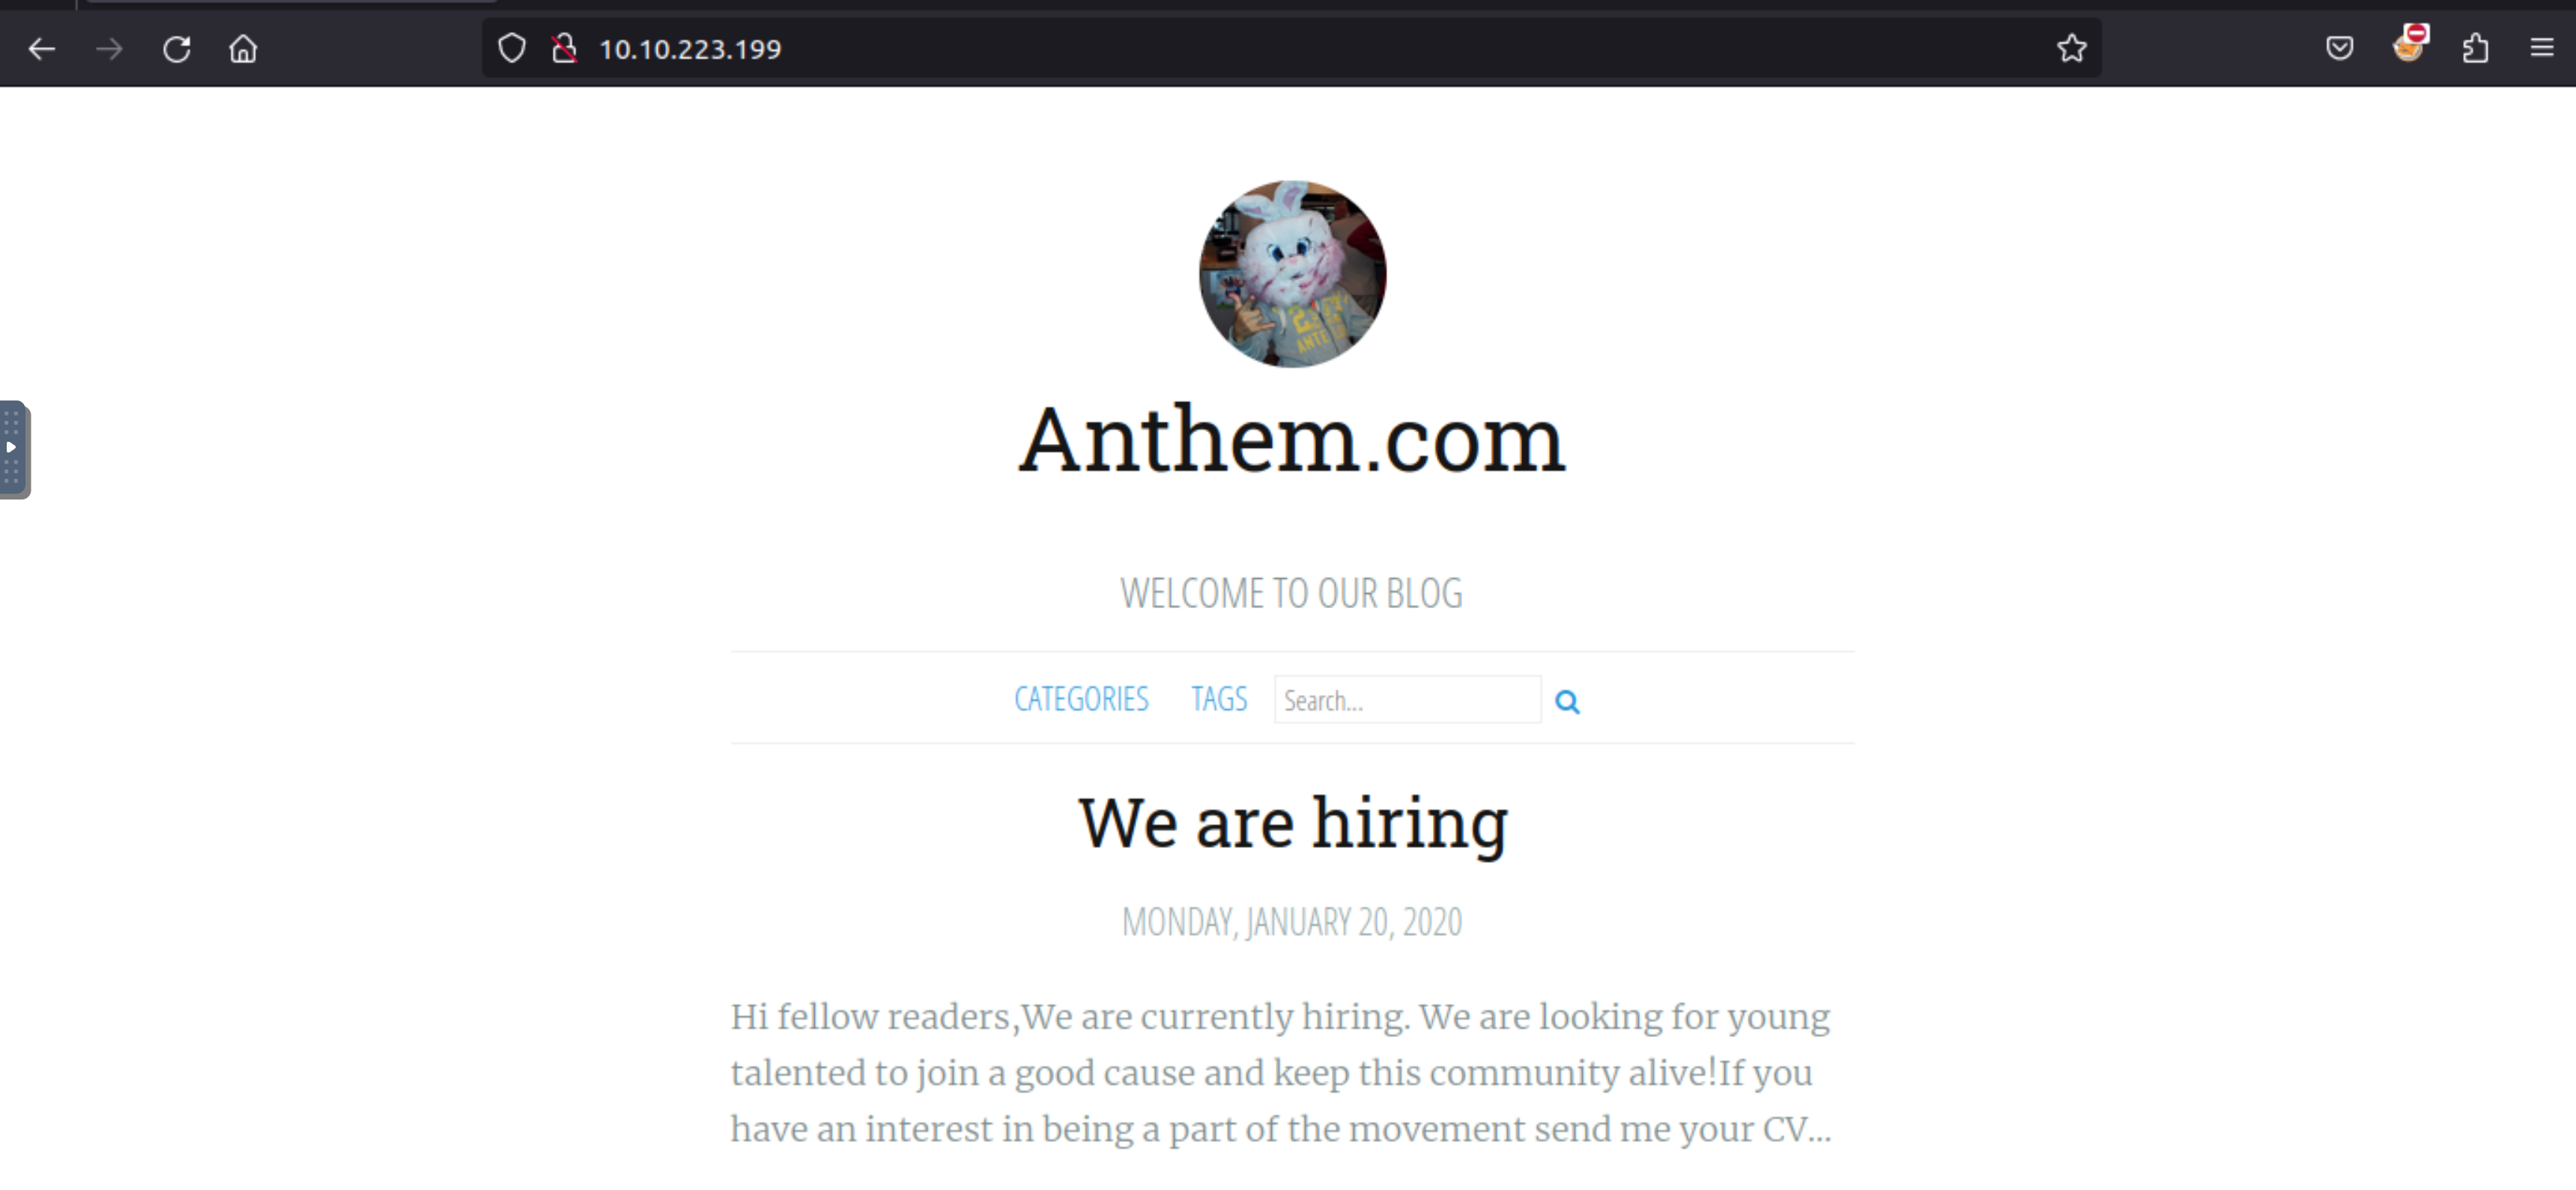 10.10.223.199
Anthem.com
WELCOME TO OUR BLOG
CATEGORIES TAGS Search...
We are hiring
MONDAY, JANUARY 20, 2020
Hi fellow readers,We are currently hiring. We are looking for young
talented to join a good cause and keep this community alive!If you
have an interest in being a part of the movement send me your CV...